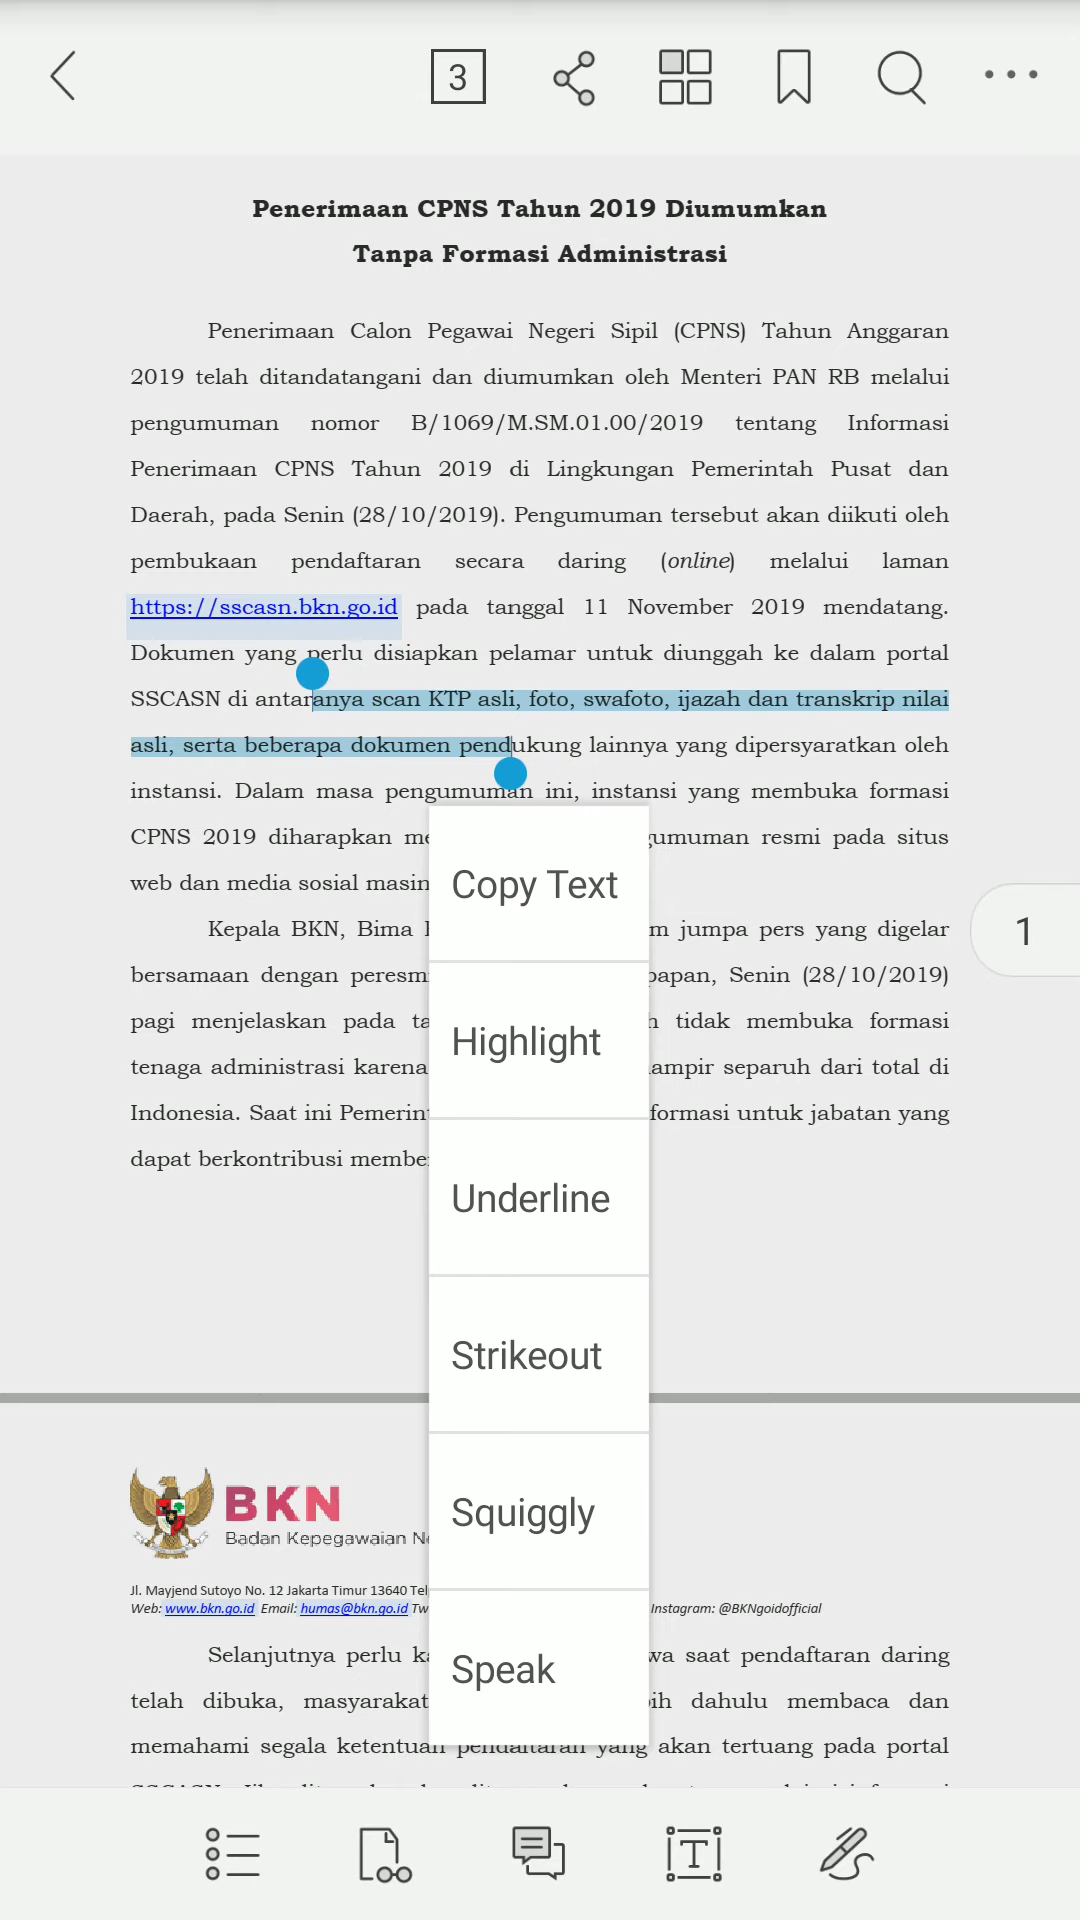 3
Penerimaan CPNS Tahun 2019 Diumumkan
Tanpa Formasi Administrasi
Penerimaan Calon Pegawai Negeri Sipil (CPNS) Tahun Anggaran
2019 telah ditandatangani dan diumumkan oleh Menteri PAN RB melalui
pengumuman nomor B/1069/M.SM.01.00/2019 tentang Informasi
Penerimaan CPNS Tahun 2019 di Lingkungan Pemerintah Pusat dan
Daerah, pada Senin (28/10/2019). Pengumuman tersebut akan diikuti oleh
pembukaan pendaftaran secara daring (online) melalui laman
https://sscasn.bkn.go.id pada tanggal 11 November 2019 mendatang.
Dokumen yang perlu disiapkan pelamar untuk diunggah ke dalam portal
SSCASN di antaranya scan KTP asli, foto, swafoto, ijazah dan transkrip nilai
asli, serta beberapa dokumen pendukung lainnya yang dipersyaratkan oleh
instansi. Dalam masa pengumuman ini, instansi yang membuka formasi
CPNS 2019 diharapkan gumuman resmi pada situs
web dan media sosial masin
Kepala BKN, Bima jumpa pers yang digelar
bersamaan dengan peresmi papan, Senin (28/10/2019)
pagi menjelaskan pada tidak membuka formasi
tenaga administrasi karena ampir separuh dari total di
Indonesia. Saat ini Pemerin formasi untuk jabatan yang
dapat berkontribusi membe
1
Copy Text
Highlight
Underline
Strikeout
Squiggly
Speak
BKN
Badan Kepegawaian Ne
Jl. Mayjend Sutoyo No. 12 Jakarta Timur 13640 Tel
Web: www.bkn.go.id Email: humas@bkn.go.id Tw Instagram: @BKNgoidofficial
Selanjutnya perlu wa saat pendaftaran daring
telah dibuka, masyarakat ih dahulu membaca dan
memahami segala ketentuan pendaftaran yang akan tertuang pada portal